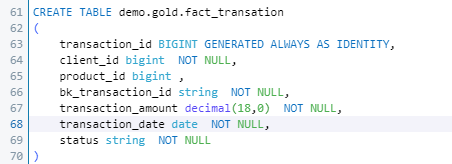 61 CREATE TABLE demo.gold.fact_transation
62 (
63 transaction_id BIGINT GENERATED ALWAYS AS IDENTITY,
64 client_id bigint  NOT NULL,
65 product_id bigint ,
66 bk_transaction_id string  NOT NULL,
67 transaction_amount decimal(18,0)  NOT NULL,
68 transaction_date date  NOT NULL,
69 status string  NOT NULL
70 )